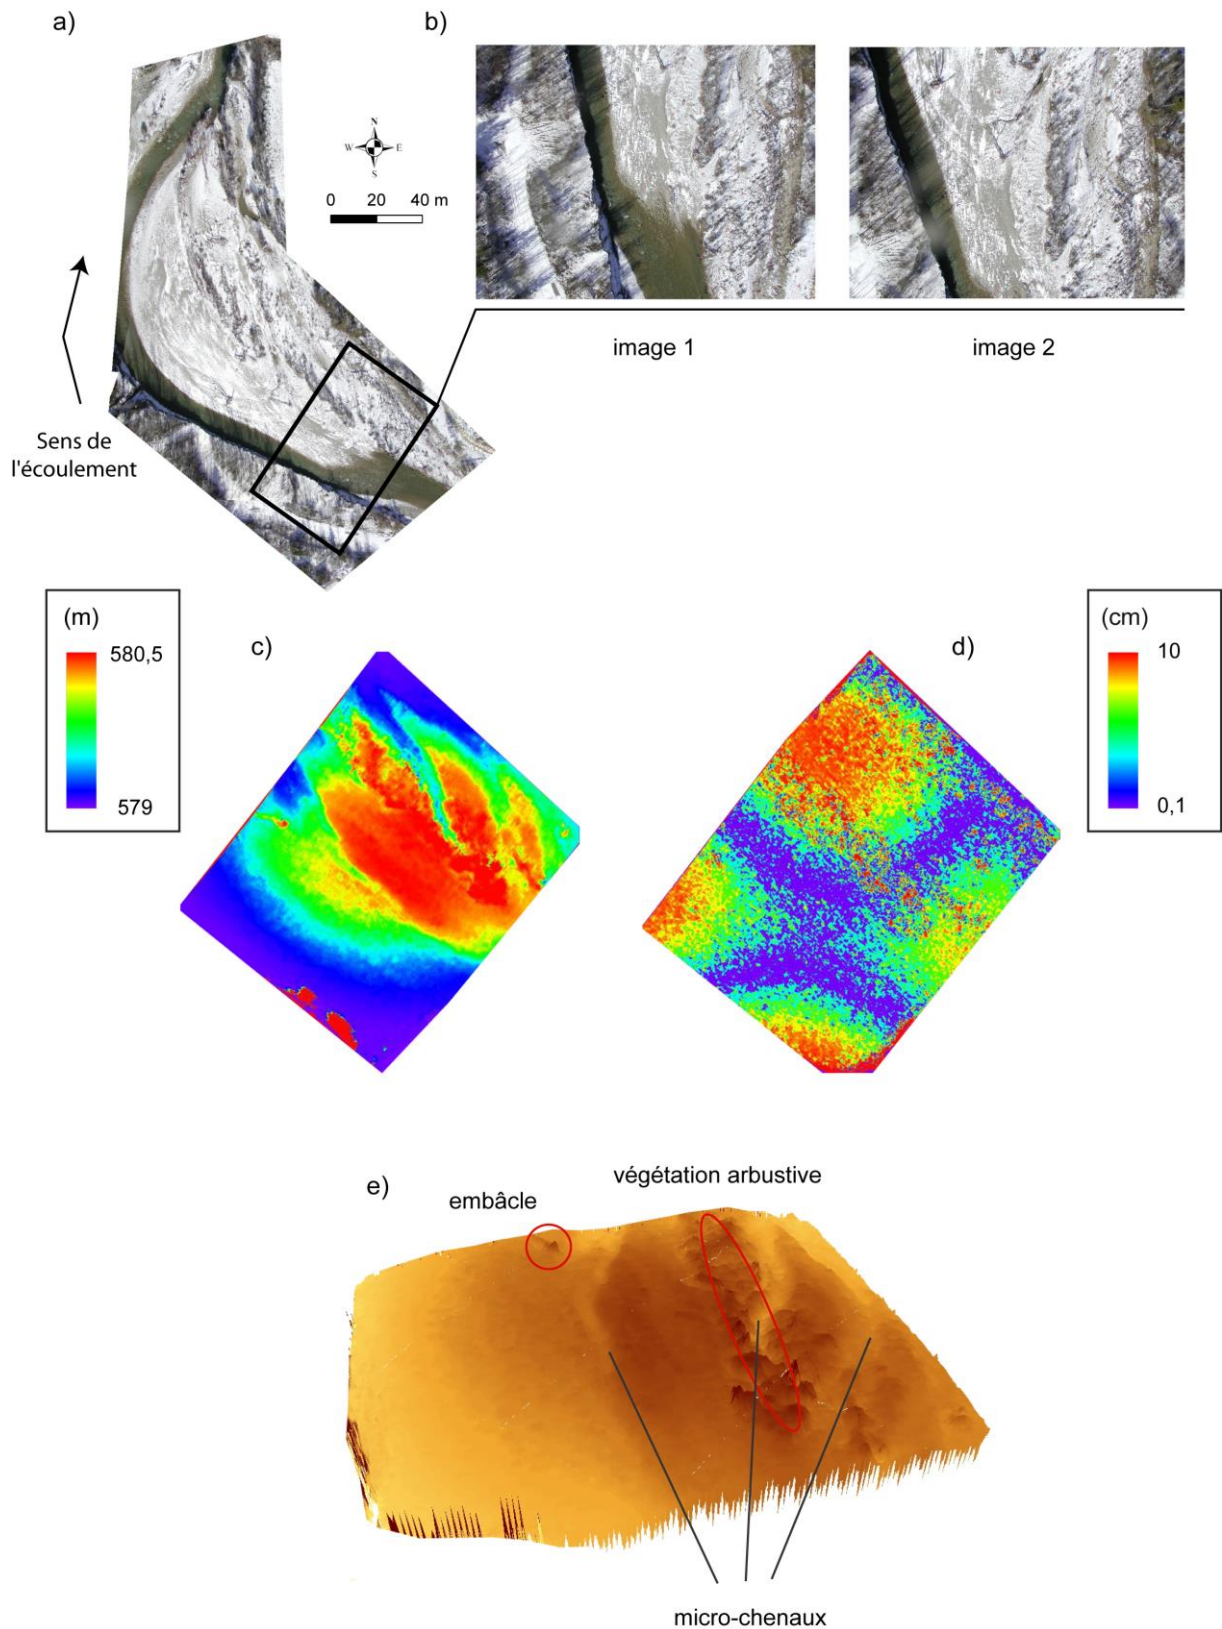 a)
b)
N
W E
S
0 20 40 m
image 1
image 2
Sens de
l'écoulement
(m)
580,5
579
c)
d)
(cm)
10
0,1
e)
embâcle
végétation arbustive
micro-chenaux